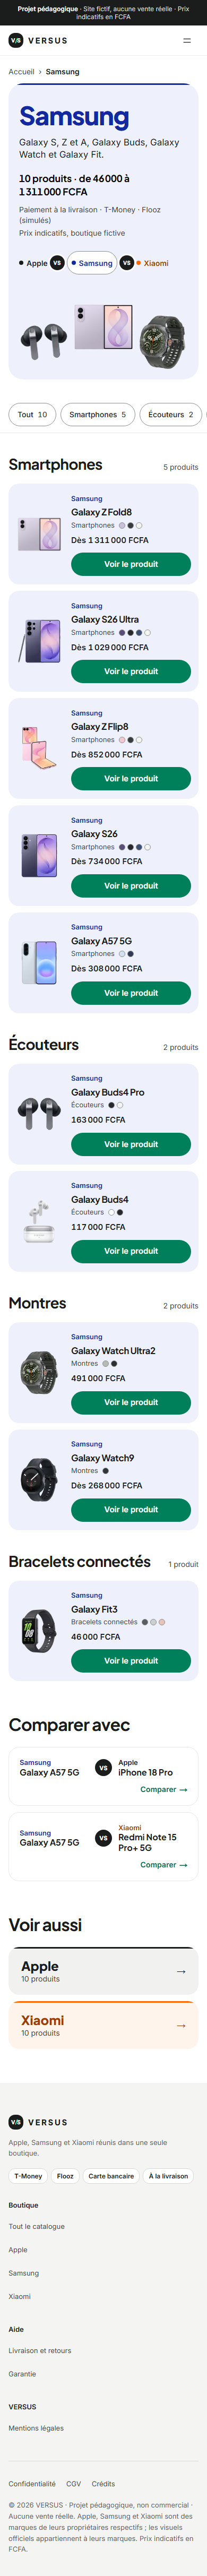 Projet pédagogique · Site fictif, aucune vente réelle · Prix
indicatifs en FCFA
V/S VERSUS
Accueil › Samsung
Samsung
Galaxy S, Z et A, Galaxy Buds, Galaxy
Watch et Galaxy Fit.
10 produits · de 46 000 à
1 311 000 FCFA
Paiement à la livraison · T-Money · Flooz
(simulés)
Prix indicatifs, boutique fictive
Apple VS Samsung VS Xiaomi
Tout 10 Smartphones 5 Écouteurs 2
Smartphones 5 produits
Samsung
Galaxy Z Fold8
Smartphones
Dès 1 311 000 FCFA
Voir le produit
Samsung
Galaxy S26 Ultra
Smartphones
Dès 1 029 000 FCFA
Voir le produit
Samsung
Galaxy Z Flip8
Smartphones
Dès 852 000 FCFA
Voir le produit
Samsung
Galaxy S26
Smartphones
Dès 734 000 FCFA
Voir le produit
Samsung
Galaxy A57 5G
Smartphones
Dès 308 000 FCFA
Voir le produit
Écouteurs 2 produits
Samsung
Galaxy Buds4 Pro
Écouteurs
163 000 FCFA
Voir le produit
Samsung
Galaxy Buds4
Écouteurs
117 000 FCFA
Voir le produit
Montres 2 produits
Samsung
Galaxy Watch Ultra2
Montres
491 000 FCFA
Voir le produit
Samsung
Galaxy Watch9
Montres
Dès 268 000 FCFA
Voir le produit
Bracelets connectés 1 produit
Samsung
Galaxy Fit3
Bracelets connectés
46 000 FCFA
Voir le produit
Comparer avec
Samsung
Galaxy A57 5G
VS
Apple
iPhone 18 Pro
Comparer →
Samsung
Galaxy A57 5G
VS
Xiaomi
Redmi Note 15
Pro+ 5G
Comparer →
Voir aussi
Apple
10 produits
→
Xiaomi
10 produits
→
V/S VERSUS
Apple, Samsung et Xiaomi réunis dans une seule
boutique.
T-Money Flooz Carte bancaire À la livraison
Boutique
Tout le catalogue
Apple
Samsung
Xiaomi
Aide
Livraison et retours
Garantie
VERSUS
Mentions légales
Confidentialité CGV Crédits
© 2026 VERSUS · Projet pédagogique, non commercial ·
Aucune vente réelle. Apple, Samsung et Xiaomi sont des
marques de leurs propriétaires respectifs ; les visuels
officiels appartiennent à leurs marques. Prix indicatifs en
FCFA.